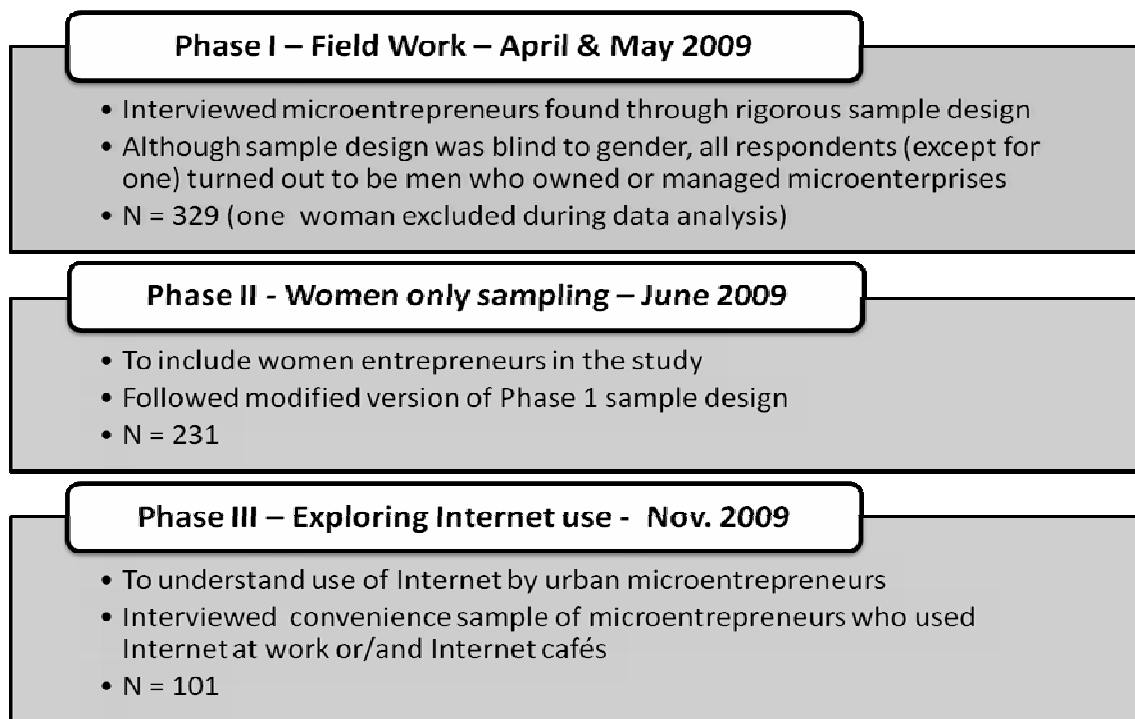 Phase I – Field Work – April & May 2009
• Interviewed microentrepreneurs found through rigorous sample design
• Although sample design was blind to gender, all respondents (except for
one) turned out to be men who owned or managed microenterprises
• N = 329 (one woman excluded during data analysis)
Phase II - Women only sampling – June 2009
• To include women entrepreneurs in the study
• Followed modified version of Phase 1 sample design
• N = 231
Phase III – Exploring Internet use - Nov. 2009
• To understand use of Internet by urban microentrepreneurs
• Interviewed convenience sample of microentrepreneurs who used
Internet at work or/and Internet cafés
• N = 101